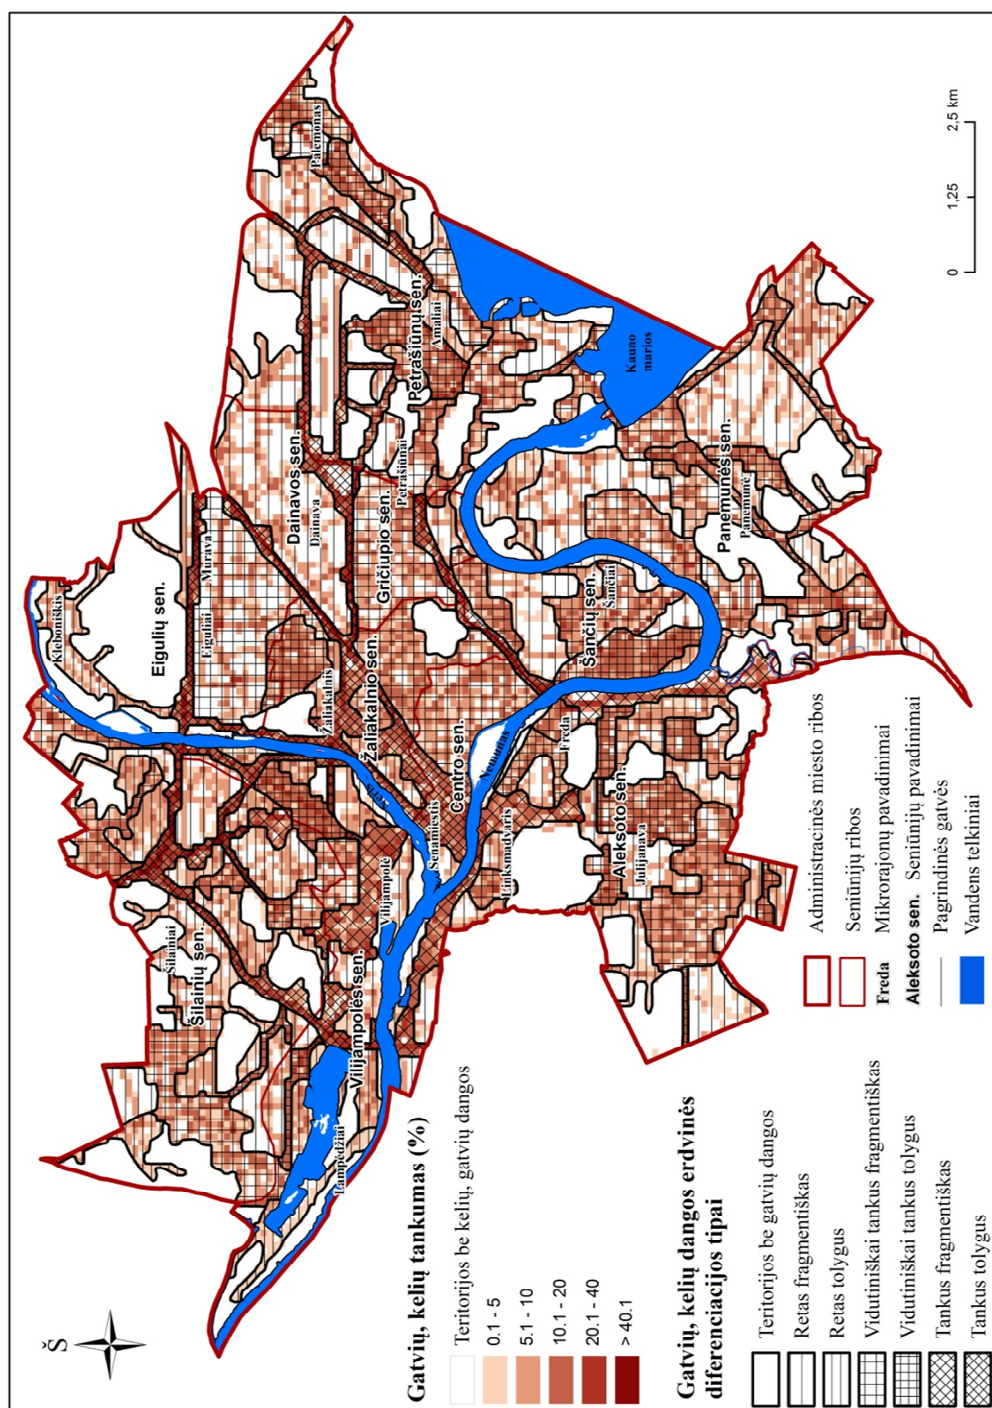 Š
Gatvių, kelių tankumas (%)
Teritorijos be kelių, gatvių dangos
0.1 - 5
5.1 - 10
10.1 - 20
20.1 - 40
> 40.1
Gatvių, kelių dangos erdvinės
diferenciacijos tipai
Teritorijos be gatvių dangos
Retas fragmentiškas
Retas tolygus
Vidutiniškai tankus fragmentiškas
Vidutiniškai tankus tolygus
Tankus fragmentiškas
Tankus tolygus
Administracinės miesto ribos
Seniūnijų ribos
Freda Mikrorajonų pavadinimai
Aleksoto sen. Seniūnijų pavadinimai
Pagrindinės gatvės
Vandens telkiniai
0 1,25 2,5 km
Lampėdžiai
Šilainių sen.
Šilainiai
Vilijampolės sen.
Vilijampolė
Kleboniškis
Eigulių sen.
Eiguliai
Murava
Neris
Žaliakalnis
Žaliakalnio sen.
Senamiestis
Centro sen.
Nemunas
Linksmadvaris
Freda
Aleksoto sen.
Julijanava
Dainavos sen.
Dainava
Gričiupio sen.
Petrašiūnai
Petrašiūnų sen.
Amaliai
Palemonas
Kauno
marios
Šančių sen.
Šančiai
Panemunės sen.
Panemunė